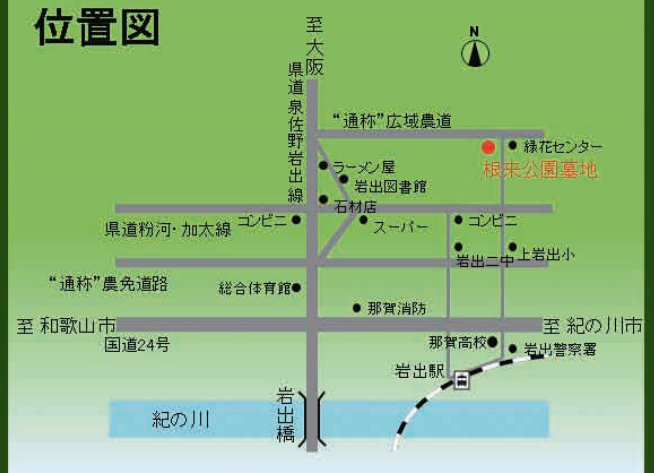 位置図
至大阪
N
県道泉佐野岩出線
“通称”広域農道
緑花センター
根来公園墓地
ラーメン屋
岩出図書館
石材店
コンビニ
スーパー
コンビニ
県道粉河・加太線
岩出二中
上岩出小
“通称”農免道路
総合体育館
那賀消防
至 和歌山市
至 紀の川市
国道24号
那賀高校
岩出警察署
岩出駅
岩出橋
紀の川